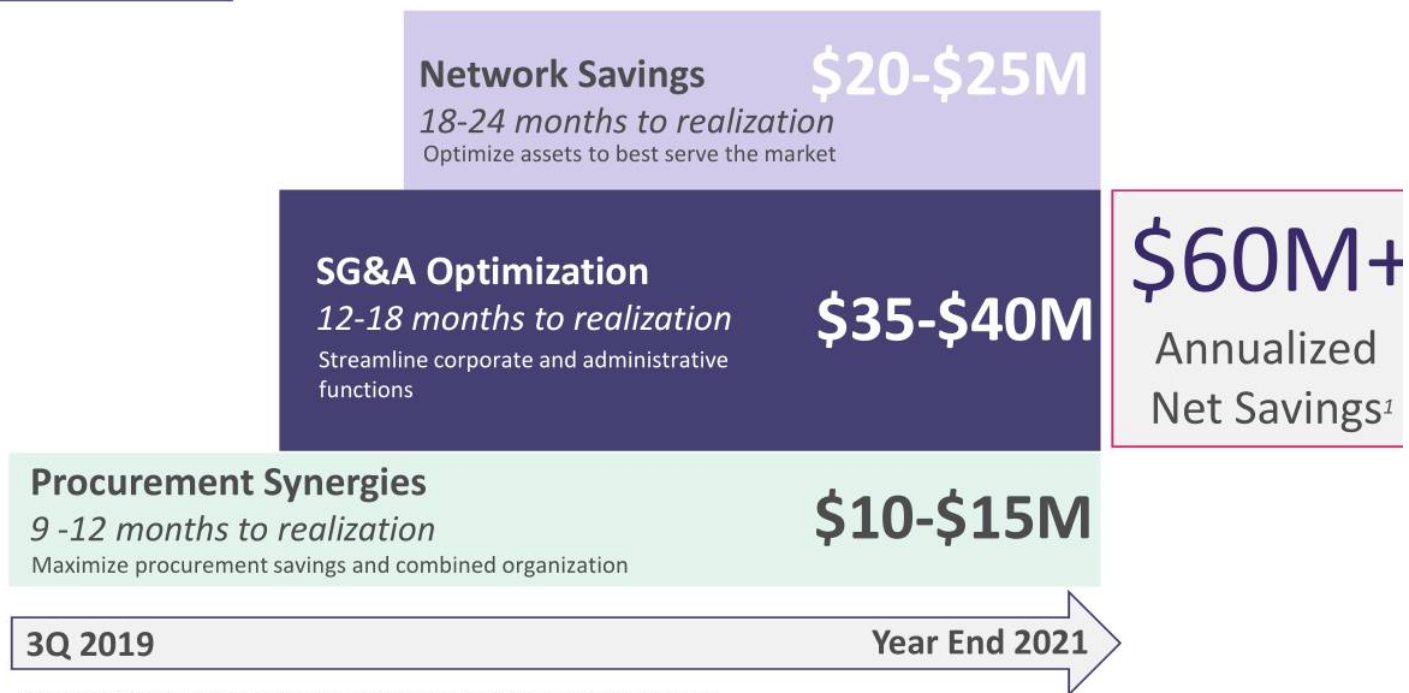 Network Savings $20-$25M
18-24 months to realization
Optimize assets to best serve the market
SG&A Optimization
12-18 months to realization $35-$40M
Streamline corporate and administrative
functions
$60M+
Annualized
Net Savings1
Procurement Synergies
9 -12 months to realization $10-$15M
Maximize procurement savings and combined organization
3Q 2019 Year End 2021